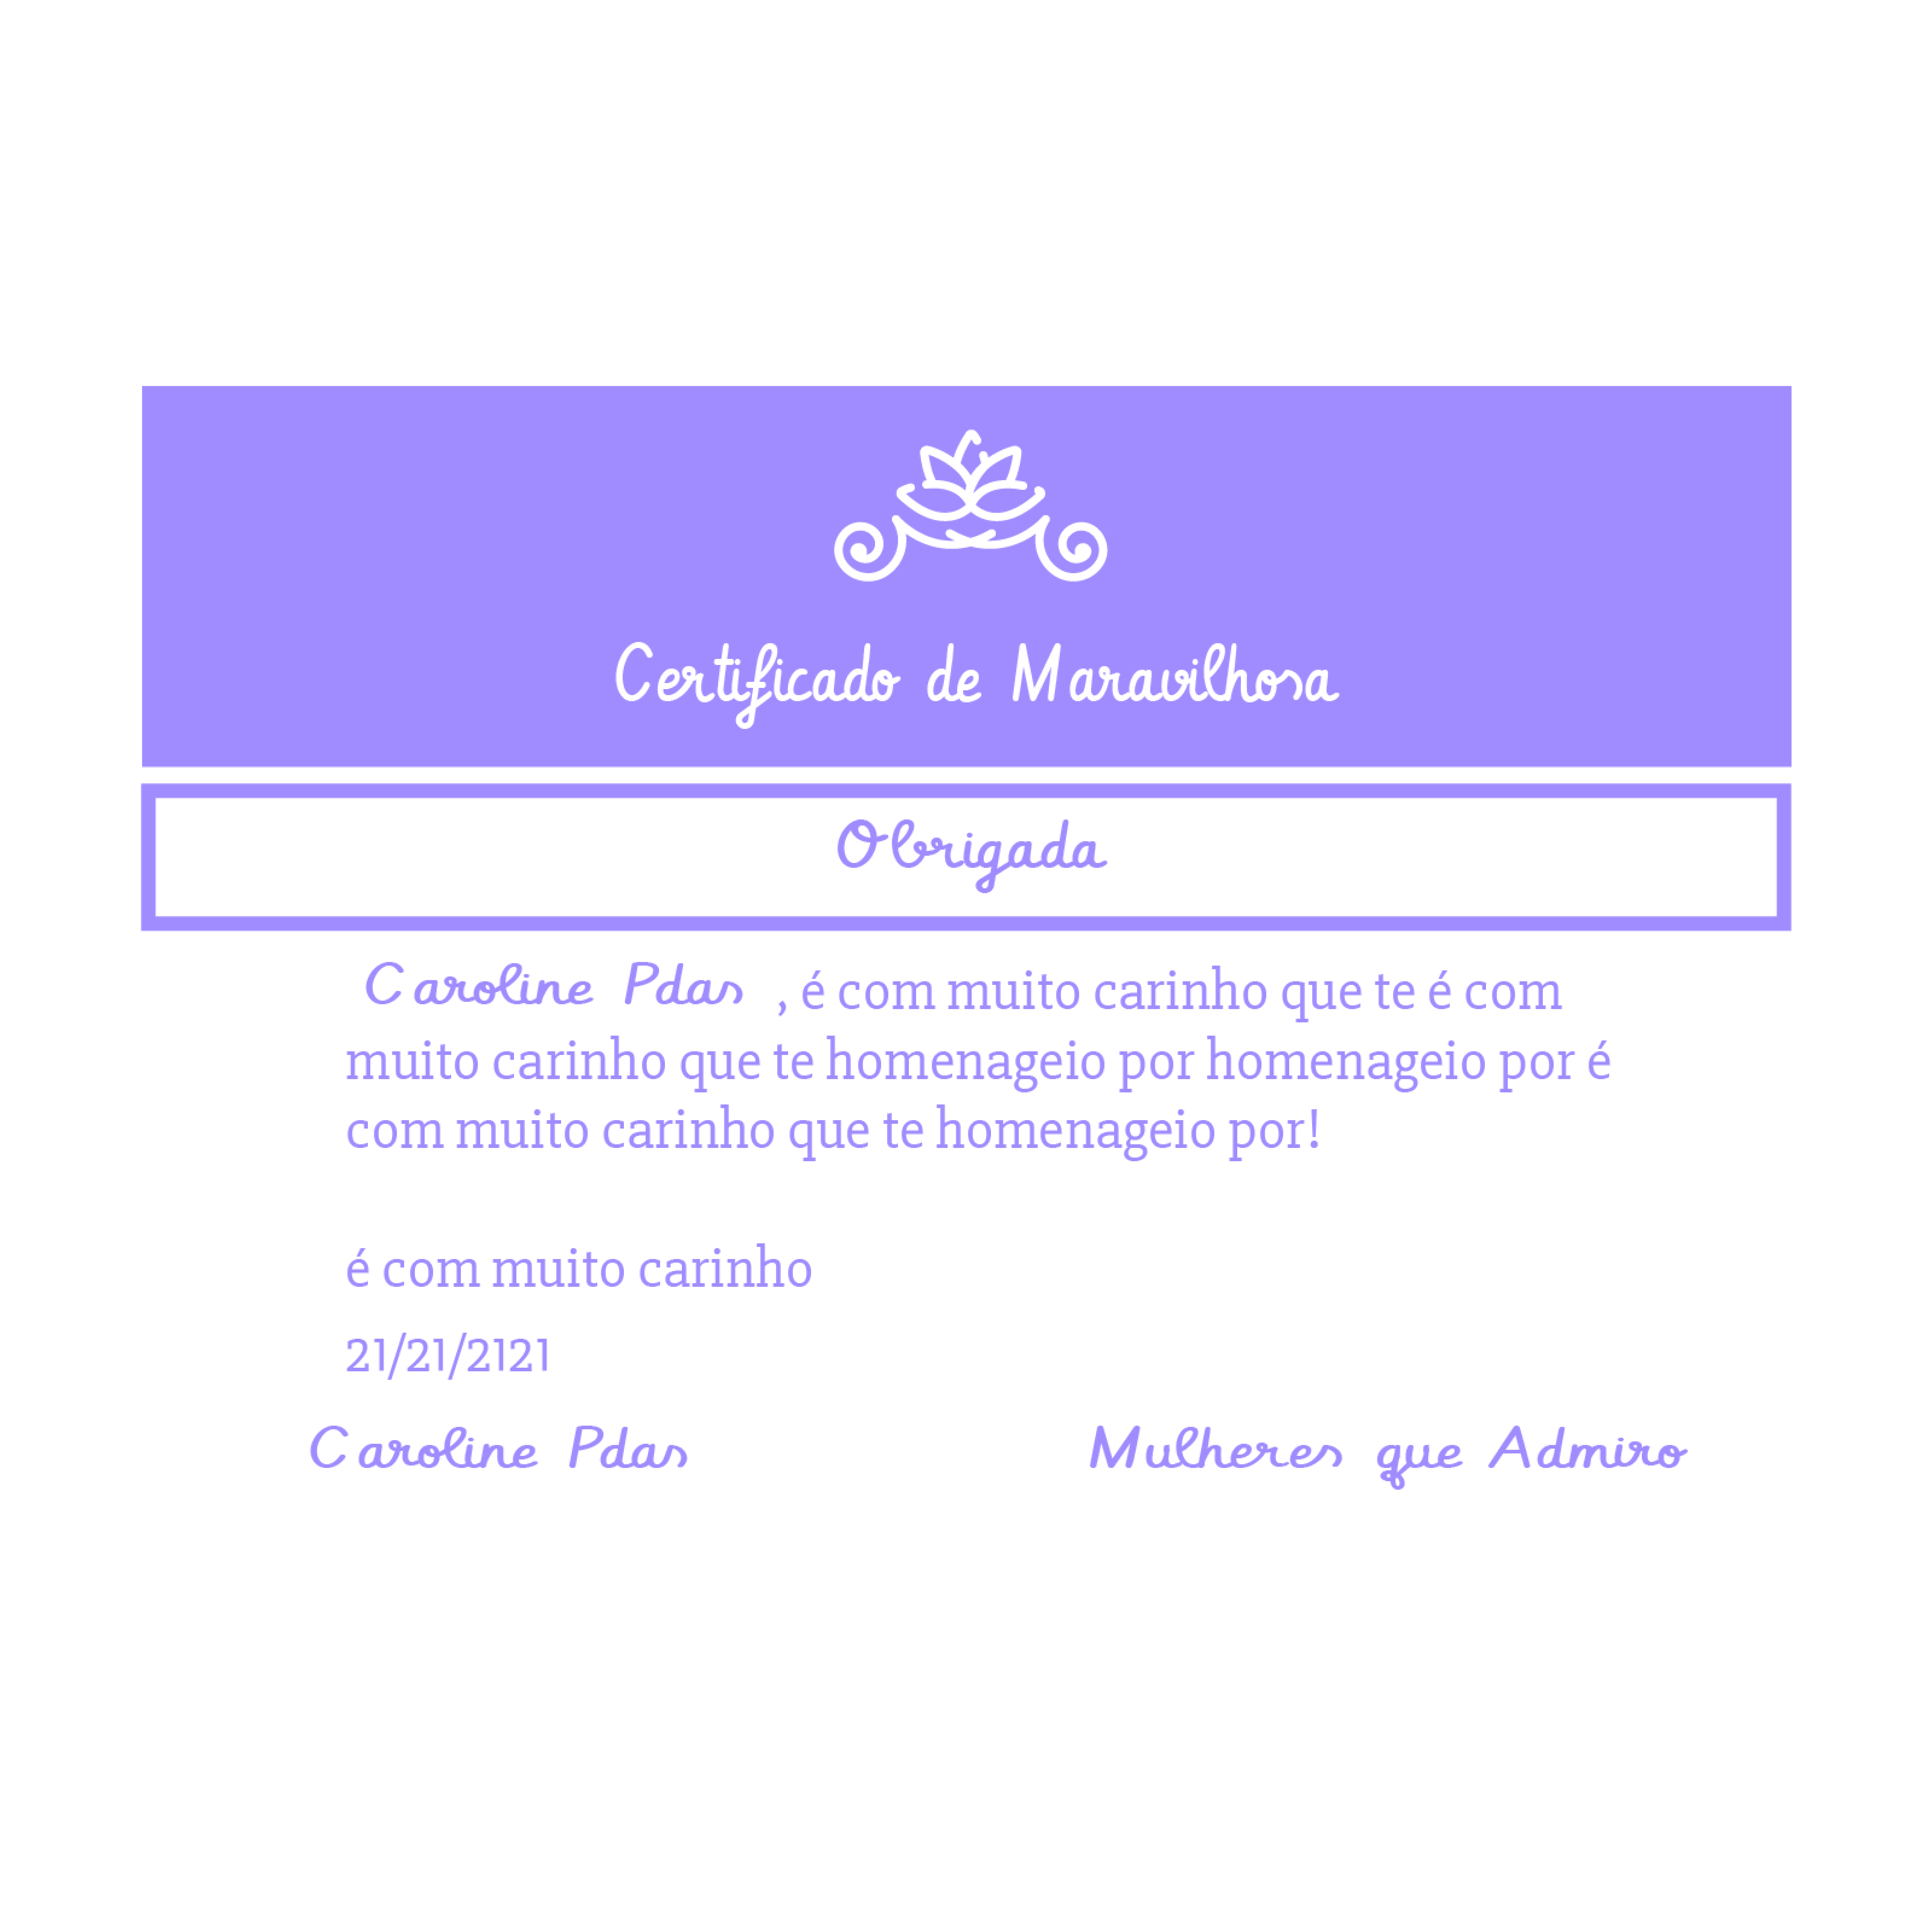 Certificado de Maravilhosa
Obrigada
Caroline Pdas , é com muito carinho que te é com
muito carinho que te homenageio por homenageio por é
com muito carinho que te homenageio por!
é com muito carinho
21/21/2121
Caroline Pdas
Mulheres que Admiro